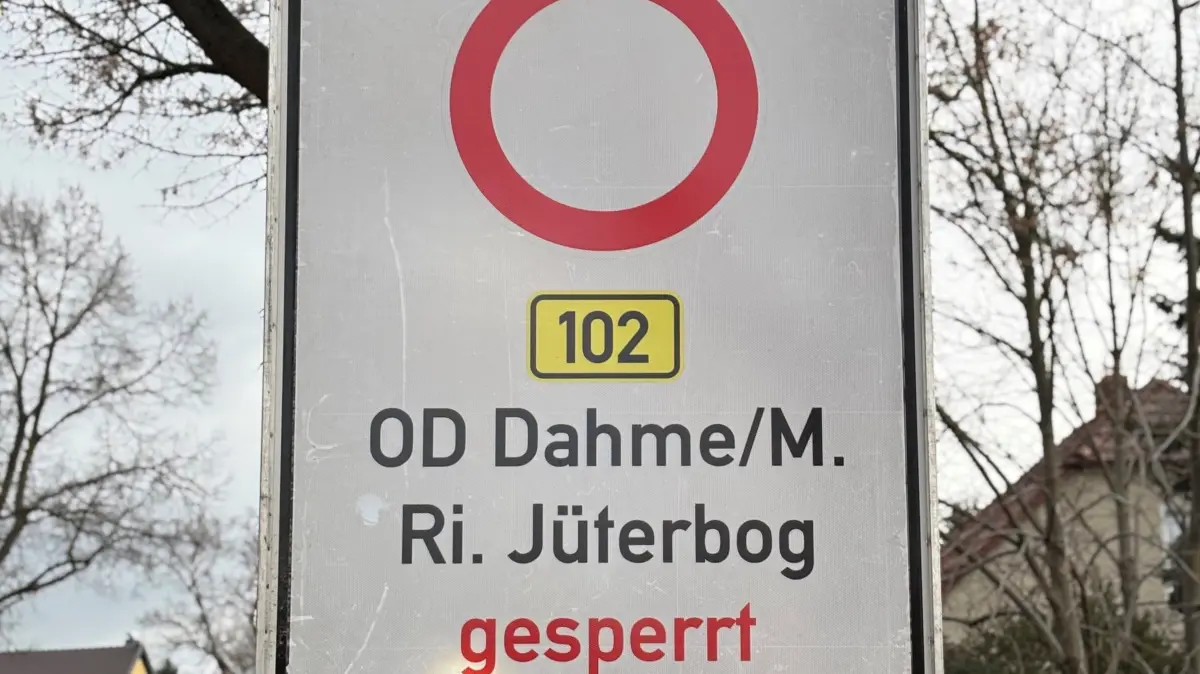 102
OD Dahme/M.
Ri. Jüterbog
gesperrt